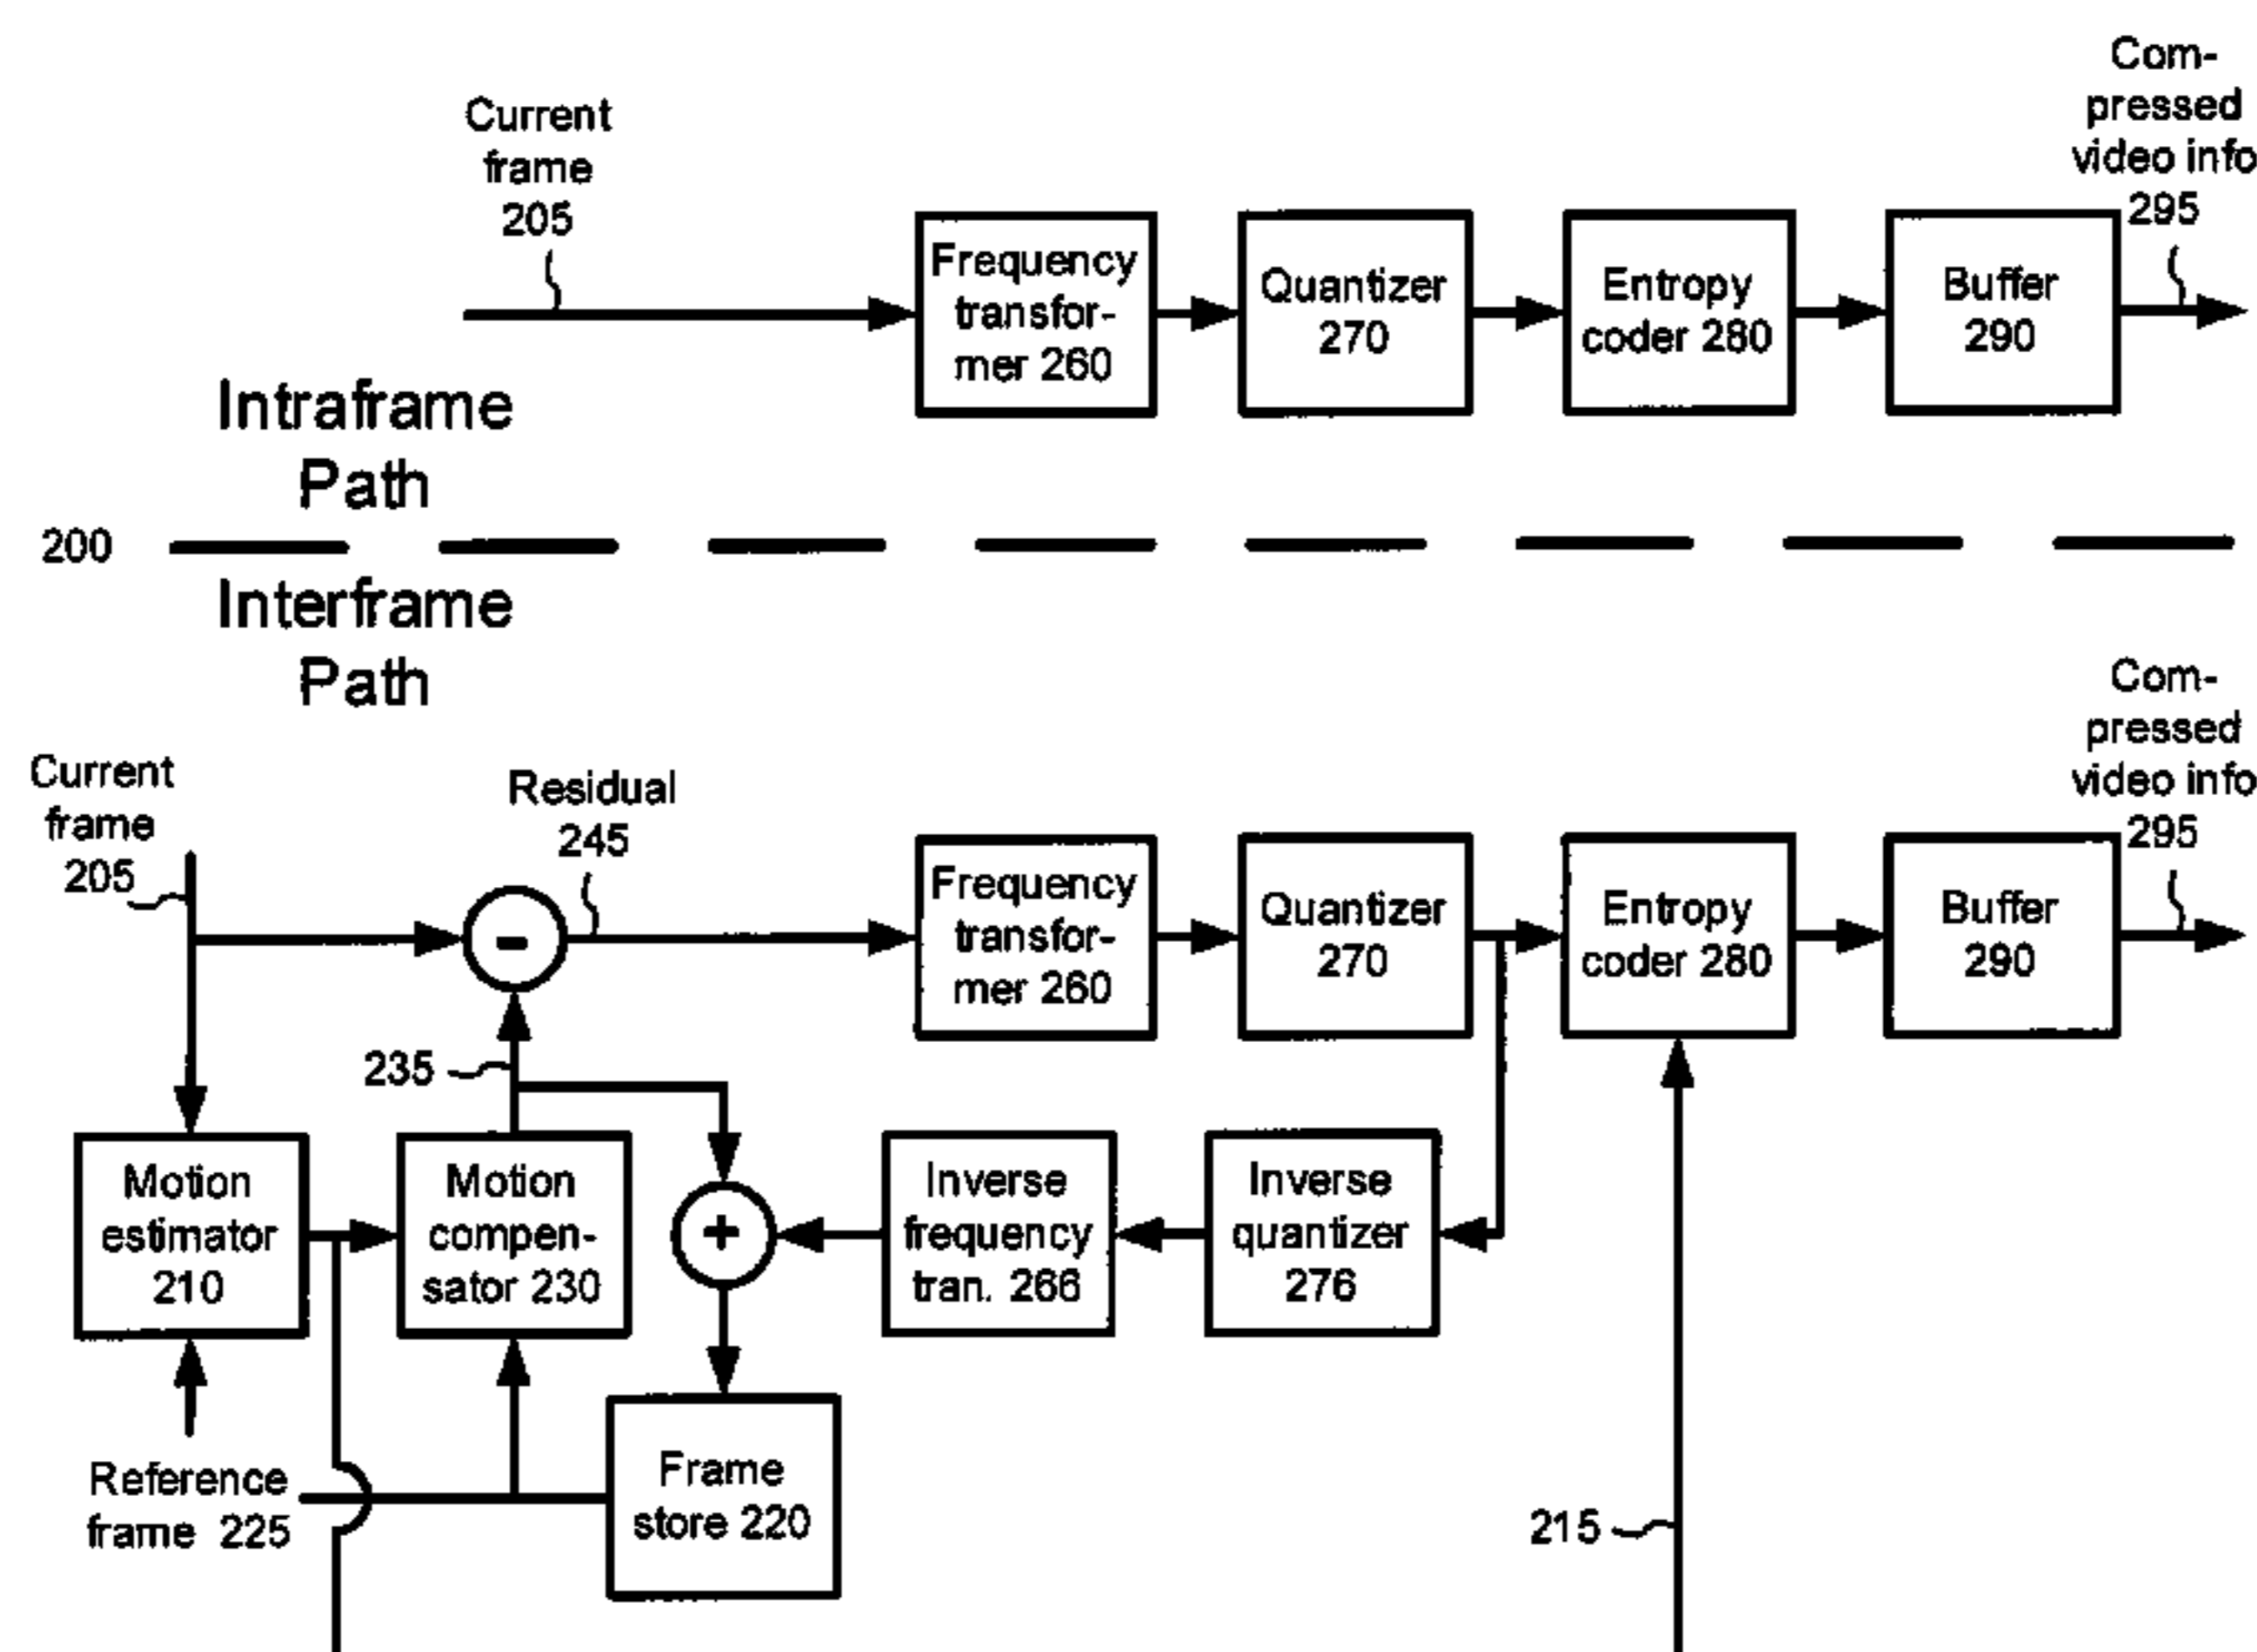 Current
frame
205
Frequency
transfor-
mer 260
Quantizer
270
Entropy
coder 280
Buffer
290
Com-
pressed
video info
295
Intraframe
Path
200
Interframe
Path
Current
frame
205
Residual
245
Frequency
transfor-
mer 260
Quantizer
270
Entropy
coder 280
Buffer
290
Com-
pressed
video info
295
-
235
Motion
estimator
210
Motion
compen-
sator 230
+
Inverse
frequency
tran. 266
Inverse
quantizer
276
Reference
frame 225
Frame
store 220
215